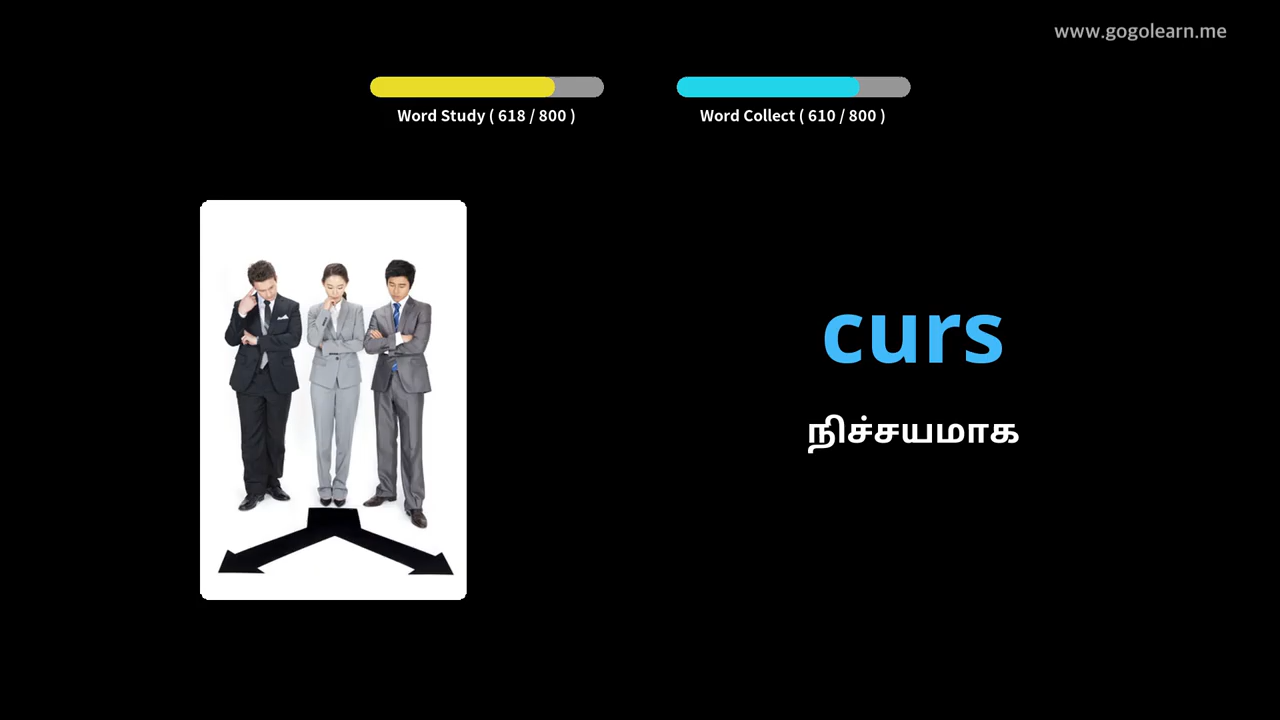 www.gogolearn.me
Word Study ( 618 / 800 )
Word Collect ( 610 / 800 )
curs
நிச்சயமாக